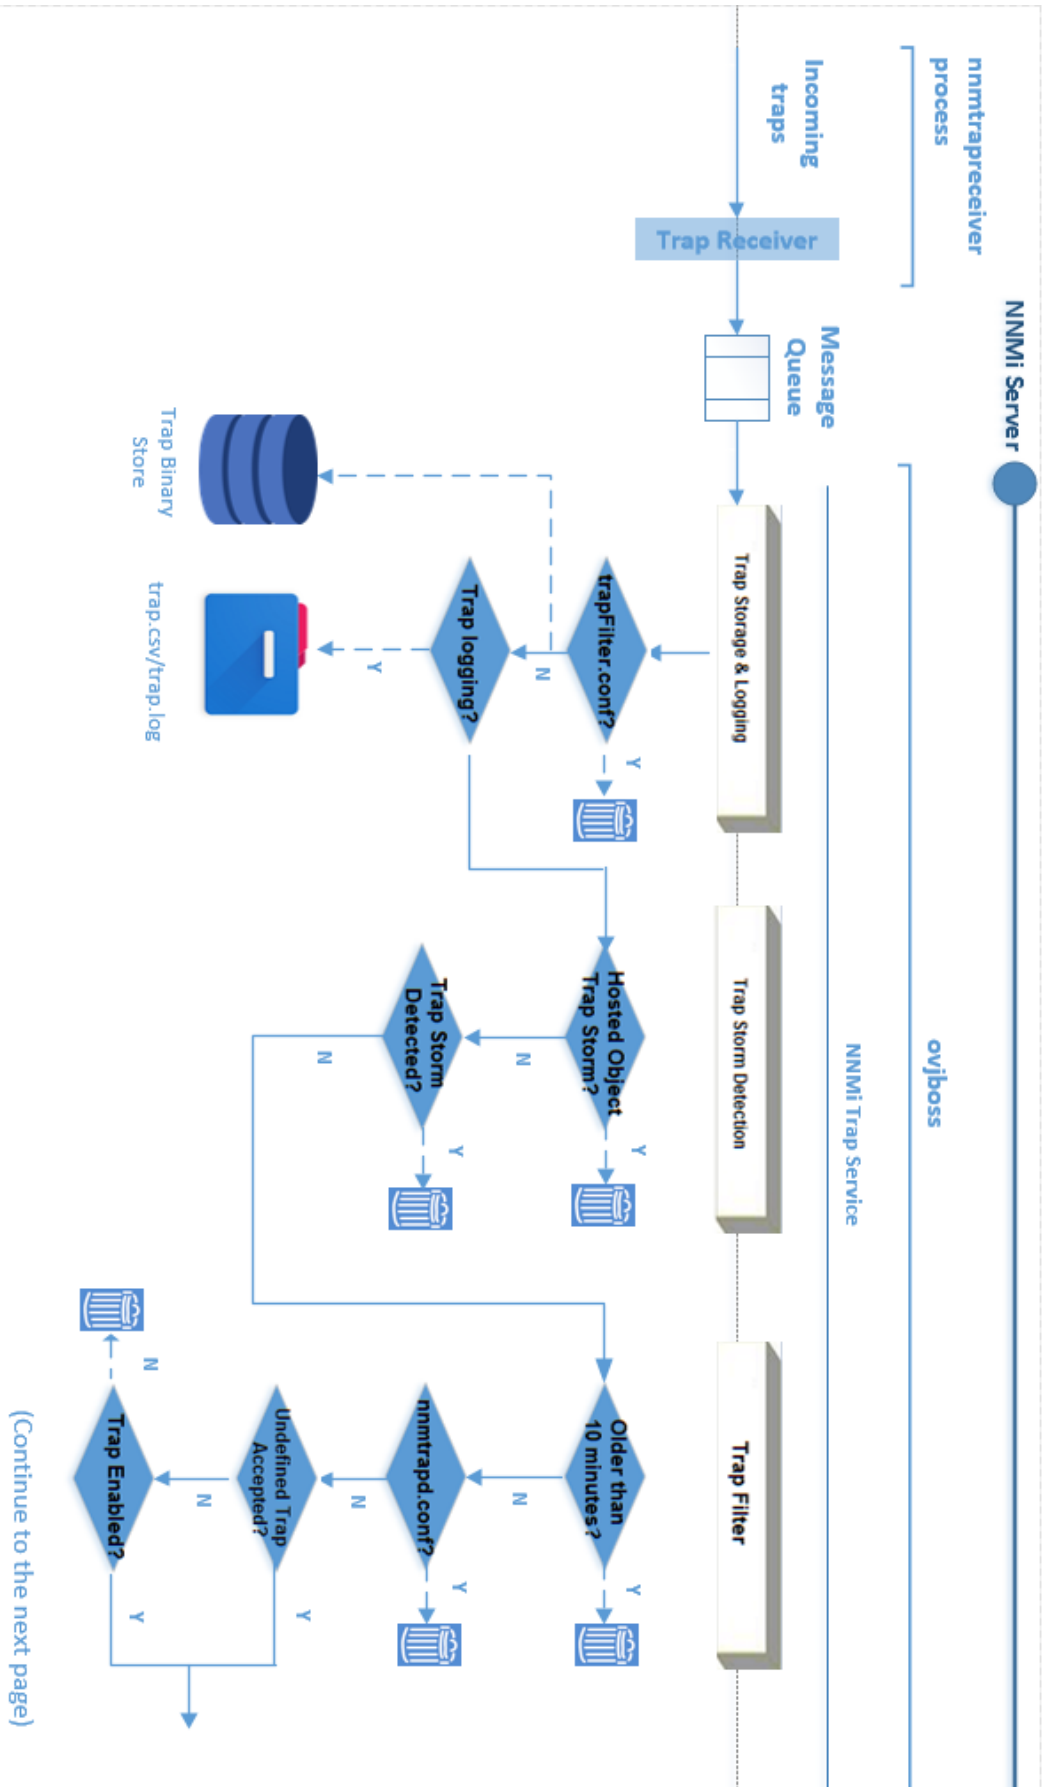 NNMi Server
nnmtrapreceiver
process
ovjboss
NNMi Trap Service
Incoming
traps
Trap Receiver
Message
Queue
Trap Storage & Logging
Trap Storm Detection
Trap Filter
trapFilter.conf?
Y
N
Trap logging?
Y
Trap Binary
Store
trap.csv/trap.log
Hosted Object
Trap Storm?
Y
N
Trap Storm
Detected?
Y
N
Older than
10 minutes?
Y
N
nnmtrapd.conf?
Y
N
Undefined Trap
Accepted?
Y
N
Trap Enabled?
Y
N
(Continue to the next page)